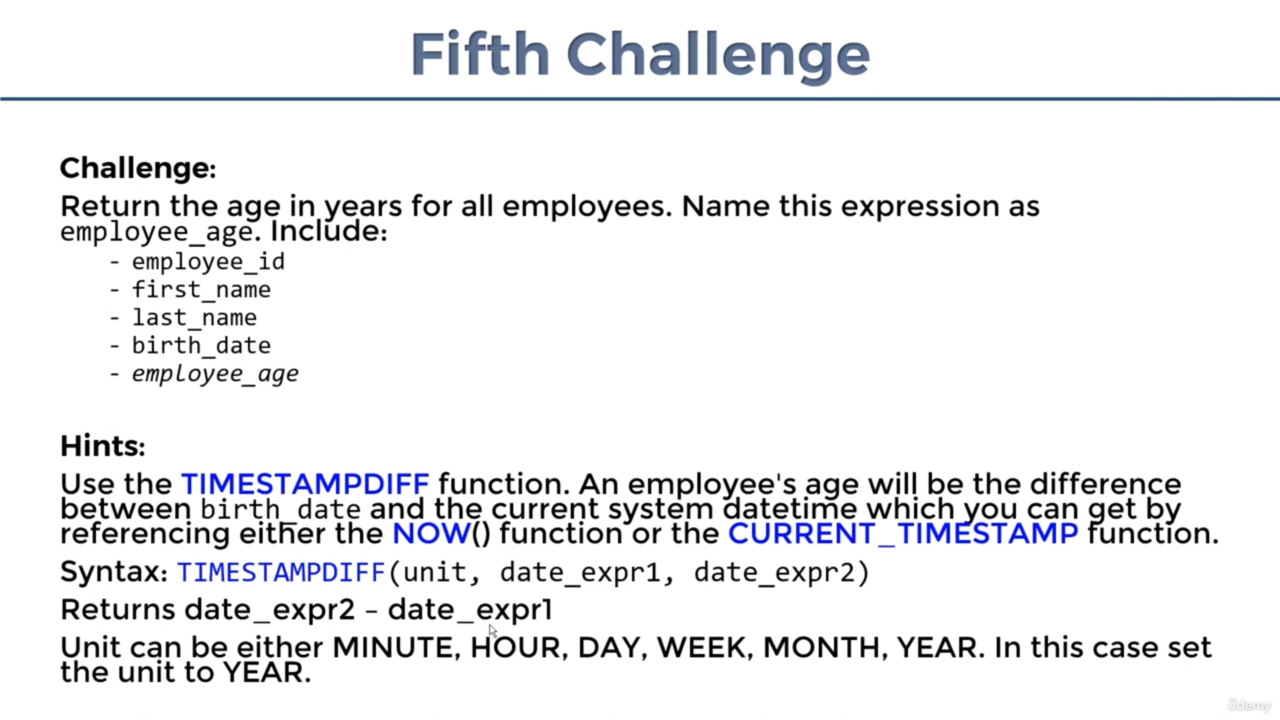 Fifth Challenge
Challenge:
Return the age in years for all employees. Name this expression as
employee_age. Include:
- employee_id
- first_name
- last_name
- birth_date
- employee_age
Hints:
Use the TIMESTAMPDIFF function. An employee's age will be the difference
between birth_date and the current system datetime which you can get by
referencing either the NOW() function or the CURRENT_TIMESTAMP function.
Syntax: TIMESTAMPDIFF(unit, date_expr1, date_expr2)
Returns date_expr2 – date_expr1
Unit can be either MINUTE, HOUR, DAY, WEEK, MONTH, YEAR. In this case set
the unit to YEAR.
ûdemy